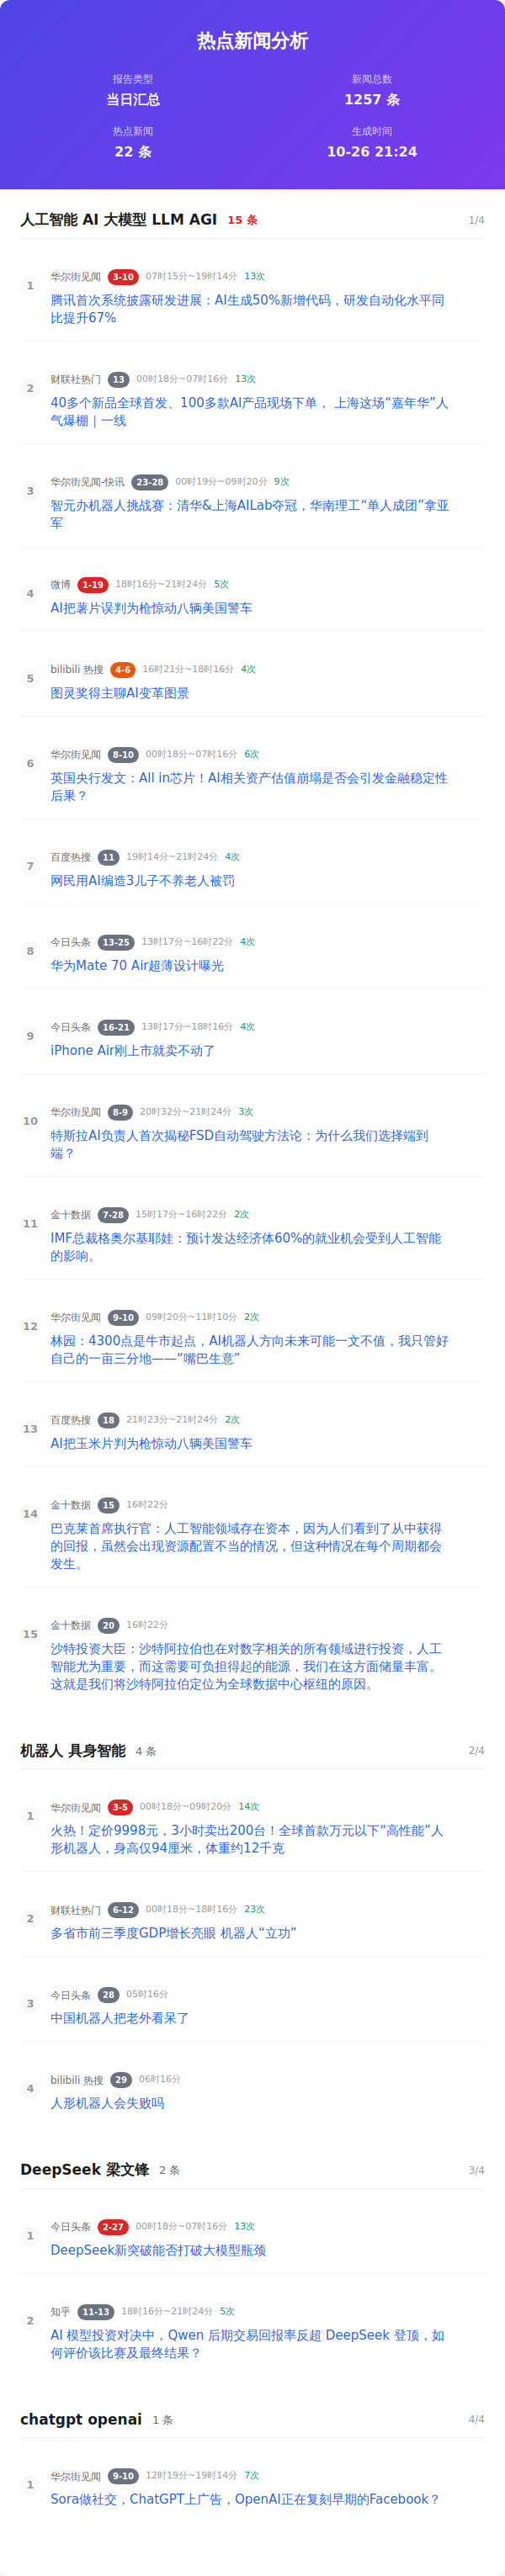 热点新闻分析
报告类型
新闻总数
当日汇总
1257 条
热点新闻
生成时间
22 条
10-26 21:24
人工智能 AI 大模型 LLM AGI 15 条 1/4
1
华尔街见闻 3-10 07时15分~19时14分 13次
腾讯首次系统披露研发进展：AI生成50%新增代码，研发自动化水平同
比提升67%
2
财联社热门 13 00时18分~07时16分 13次
40多个新品全球首发、100多款AI产品现场下单， 上海这场“嘉年华”人
气爆棚｜一线
3
华尔街见闻-快讯 23-28 00时19分~09时20分 9次
智元办机器人挑战赛：清华&上海AILab夺冠，华南理工“单人成团”拿亚
军
4
微博 1-19 18时16分~21时24分 5次
AI把薯片误判为枪惊动八辆美国警车
5
bilibili 热搜 4-6 16时21分~18时16分 4次
图灵奖得主聊AI变革图景
6
华尔街见闻 8-10 00时18分~07时16分 6次
英国央行发文：All in芯片！AI相关资产估值崩塌是否会引发金融稳定性
后果？
7
百度热搜 11 19时14分~21时24分 4次
网民用AI编造3儿子不养老人被罚
8
今日头条 13-25 13时17分~16时22分 4次
华为Mate 70 Air超薄设计曝光
9
今日头条 16-21 13时17分~18时16分 4次
iPhone Air刚上市就卖不动了
10
华尔街见闻 8-9 20时32分~21时24分 3次
特斯拉AI负责人首次揭秘FSD自动驾驶方法论：为什么我们选择端到
端？
11
金十数据 7-28 15时17分~16时22分 2次
IMF总裁格奥尔基耶娃：预计发达经济体60%的就业机会受到人工智能
的影响。
12
华尔街见闻 9-10 09时20分~11时10分 2次
林园：4300点是牛市起点，AI机器人方向未来可能一文不值，我只管好
自己的一亩三分地——“嘴巴生意”
13
百度热搜 18 21时23分~21时24分 2次
AI把玉米片判为枪惊动八辆美国警车
14
金十数据 15 16时22分
巴克莱首席执行官：人工智能领域存在资本，因为人们看到了从中获得
的回报，虽然会出现资源配置不当的情况，但这种情况在每个周期都会
发生。
15
金十数据 20 16时22分
沙特投资大臣：沙特阿拉伯也在对数字相关的所有领域进行投资，人工
智能尤为重要，而这需要可负担得起的能源，我们在这方面储量丰富。
这就是我们将沙特阿拉伯定位为全球数据中心枢纽的原因。
机器人 具身智能 4 条 2/4
1
华尔街见闻 3-5 00时18分~09时20分 14次
火热！定价9998元，3小时卖出200台！全球首款万元以下“高性能”人
形机器人，身高仅94厘米，体重约12千克
2
财联社热门 6-12 00时18分~18时16分 23次
多省市前三季度GDP增长亮眼 机器人“立功”
3
今日头条 28 05时16分
中国机器人把老外看呆了
4
bilibili 热搜 29 06时16分
人形机器人会失败吗
DeepSeek 梁文锋 2 条 3/4
1
今日头条 2-27 00时18分~07时16分 13次
DeepSeek新突破能否打破大模型瓶颈
2
知乎 11-13 18时16分~21时24分 5次
AI 模型投资对决中，Qwen 后期交易回报率反超 DeepSeek 登顶，如
何评价该比赛及最终结果？
chatgpt openai 1 条 4/4
1
华尔街见闻 9-10 12时19分~19时14分 7次
Sora做社交，ChatGPT上广告，OpenAI正在复刻早期的Facebook？